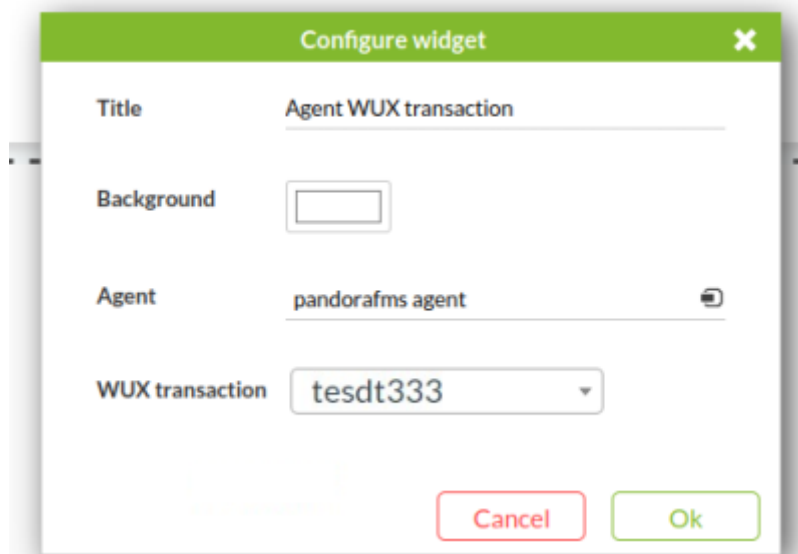 Configure widget
Title Agent WUX transaction
Background
Agent pandorafms agent
WUX transaction tesdt333
Cancel Ok